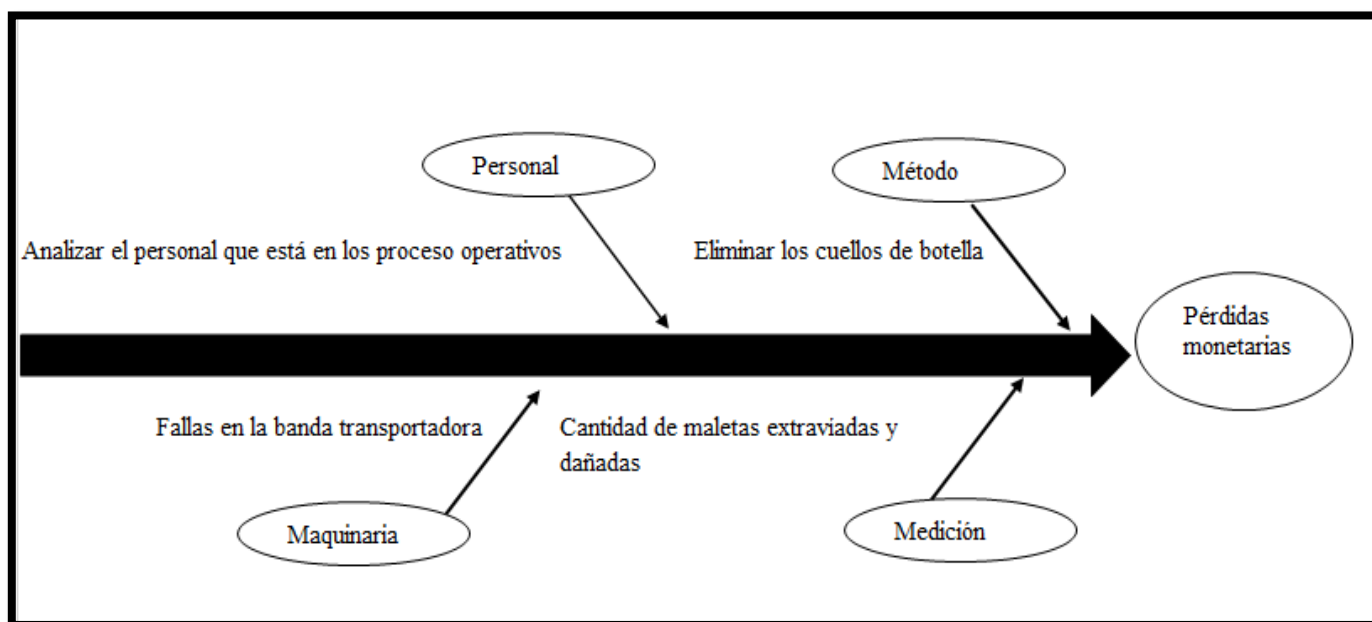 Personal
Método
Analizar el personal que está en los proceso operativos
Eliminar los cuellos de botella
Pérdidas
monetarias
Fallas en la banda transportadora
Cantidad de maletas extraviadas y
dañadas
Maquinaria
Medición